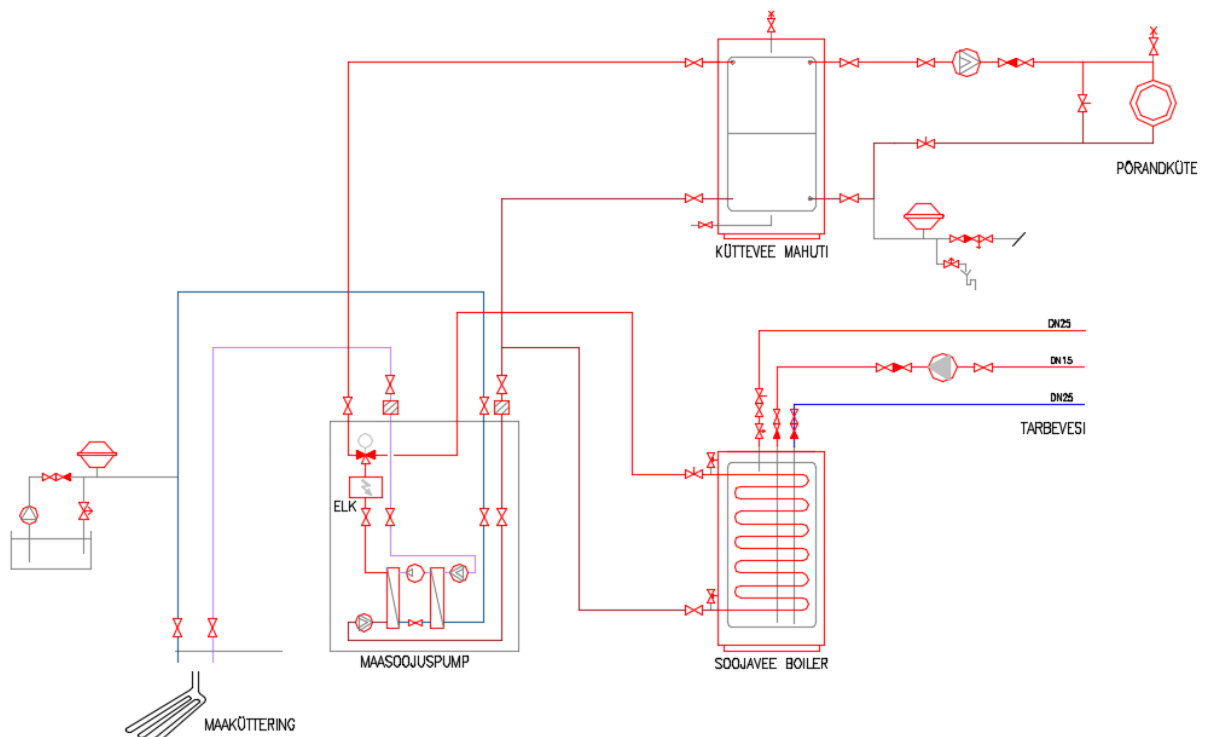 PÕRANDKÜTE
KÜTTEVEE MAHUTI
DN25
DN15
DN25
TARBEVESI
ELK
MAASOOJUSPUMP
SOOJAVEE BOILER
MAAKÜTTERING